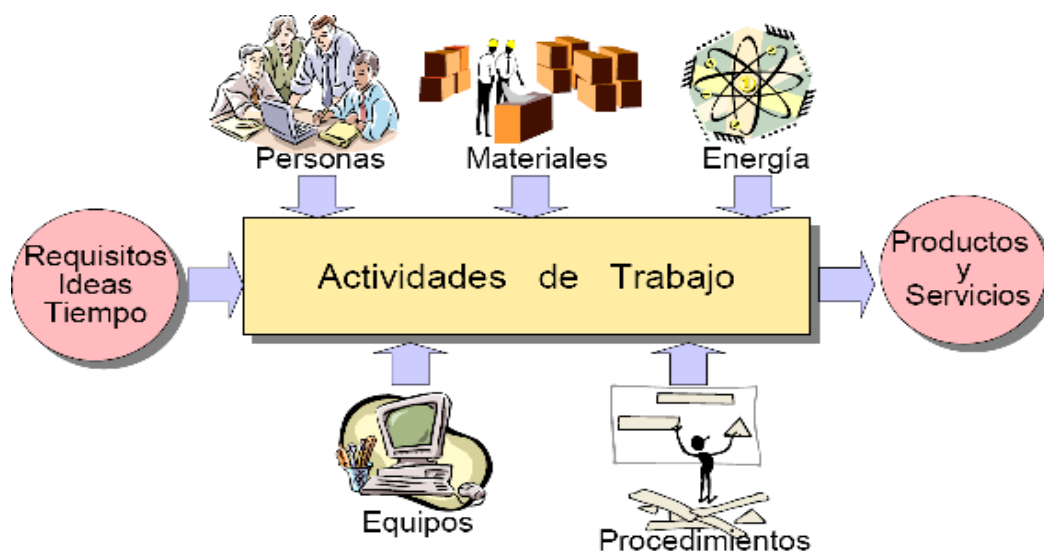 Personas
Materiales
Energía
Requisitos
Ideas
Tiempo
Actividades de Trabajo
Productos
y
Servicios
Equipos
Procedimientos